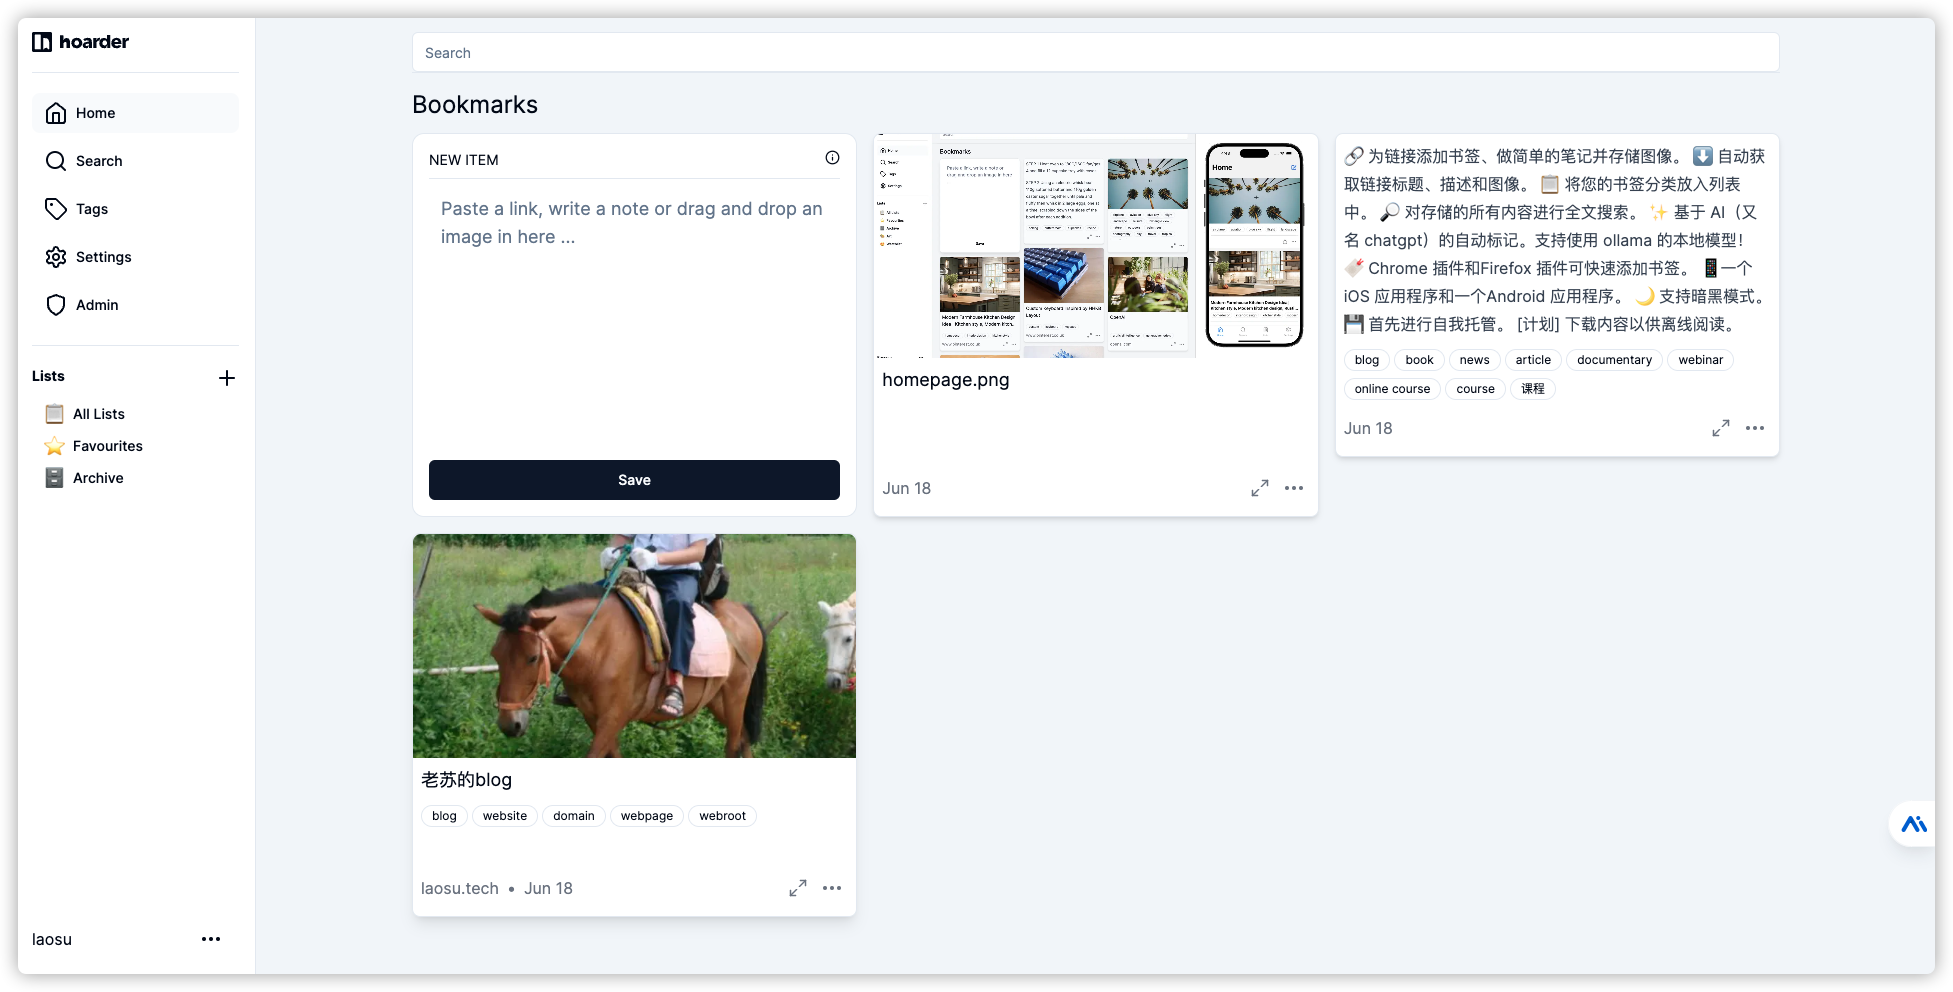 hoarder
Home
Search
Tags
Settings
Admin
Lists
All Lists
Favourites
Archive
laosu
Search
Bookmarks
NEW ITEM
Paste a link, write a note or drag and drop an
image in here ...
Save
Bookmarks
Home
homepage.png
Jun 18
🔗 为链接添加书签、做简单的笔记并存储图像。 ⬇️ 自动获
取链接标题、描述和图像。 📋 将您的书签分类放入列表
中。 🔎 对存储的所有内容进行全文搜索。 ✨ 基于 AI（又
名 chatgpt）的自动标记。支持使用 ollama 的本地模型！
🔖 Chrome 插件和Firefox 插件可快速添加书签。 📱一个
iOS 应用程序和一个Android 应用程序。 🌙 支持暗黑模式。
💾 首先进行自我托管。 [计划] 下载内容以供离线阅读。
blog book news article documentary webinar
online course course 课程
Jun 18
老苏的blog
blog website domain webpage webroot
laosu.tech • Jun 18